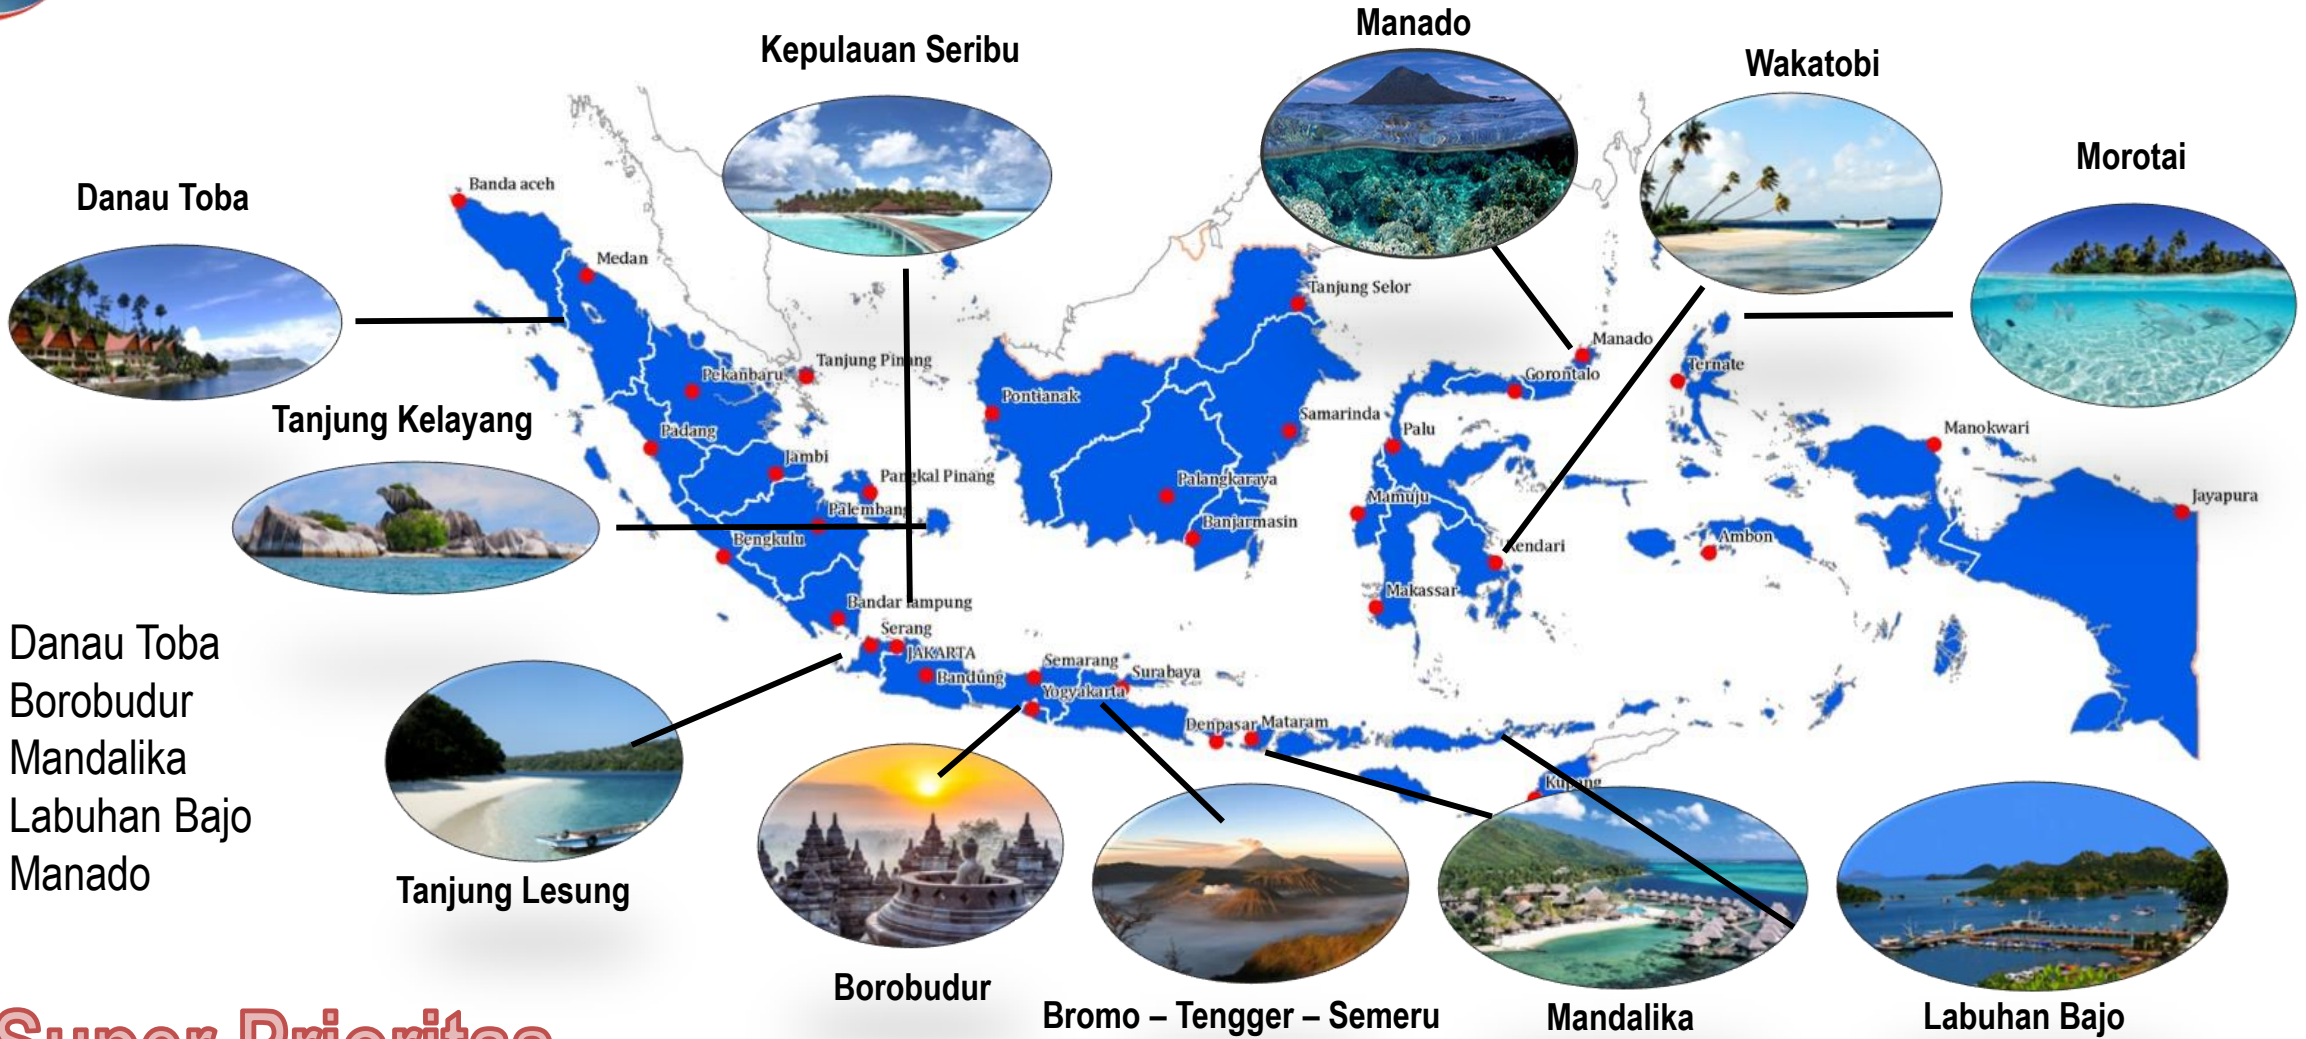 Manado
Kepulauan Seribu
Wakatobi
Morotai
Danau Toba
Banda aceh
Medan
Tanjung Selor
Manado
Tanjung Pinang
Ternate
Pekanbaru
Gorontalo
Pontianak
Tanjung Kelayang
Samarinda
Padang
Palu
Manokwari
Jambi
Pangkal Pinang
Palangkaraya
Mamuju
Jayapura
Palembang
Banjarmasin
Bengkulu
Kendari
Ambon
Makassar
Bandar lampung
Serang
JAKARTA
Semarang
Surabaya
Bandung
Yogyakarta
Denpasar
Mataram
Kupang
Danau Toba
Borobudur
Mandalika
Labuhan Bajo
Manado
Tanjung Lesung
Borobudur
Bromo – Tengger – Semeru
Mandalika
Labuhan Bajo
Super Prioritas